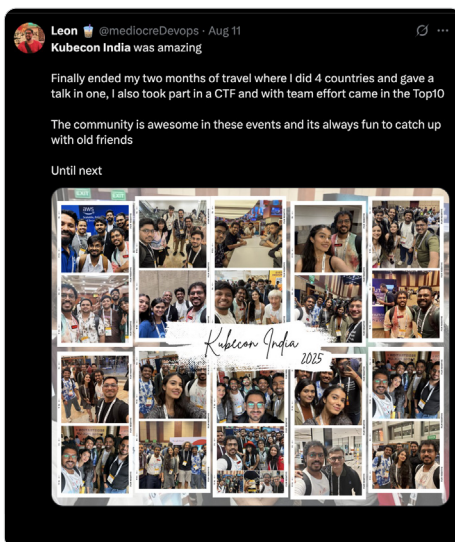 Leon 🧋 @mediocreDevops · Aug 11
Kubecon India was amazing
Finally ended my two months of travel where I did 4 countries and gave a
talk in one, I also took part in a CTF and with team effort came in the Top10
The community is awesome in these events and its always fun to catch up
with old friends
Until next
EXIT
EXIT
aws
Kubecon India
2025